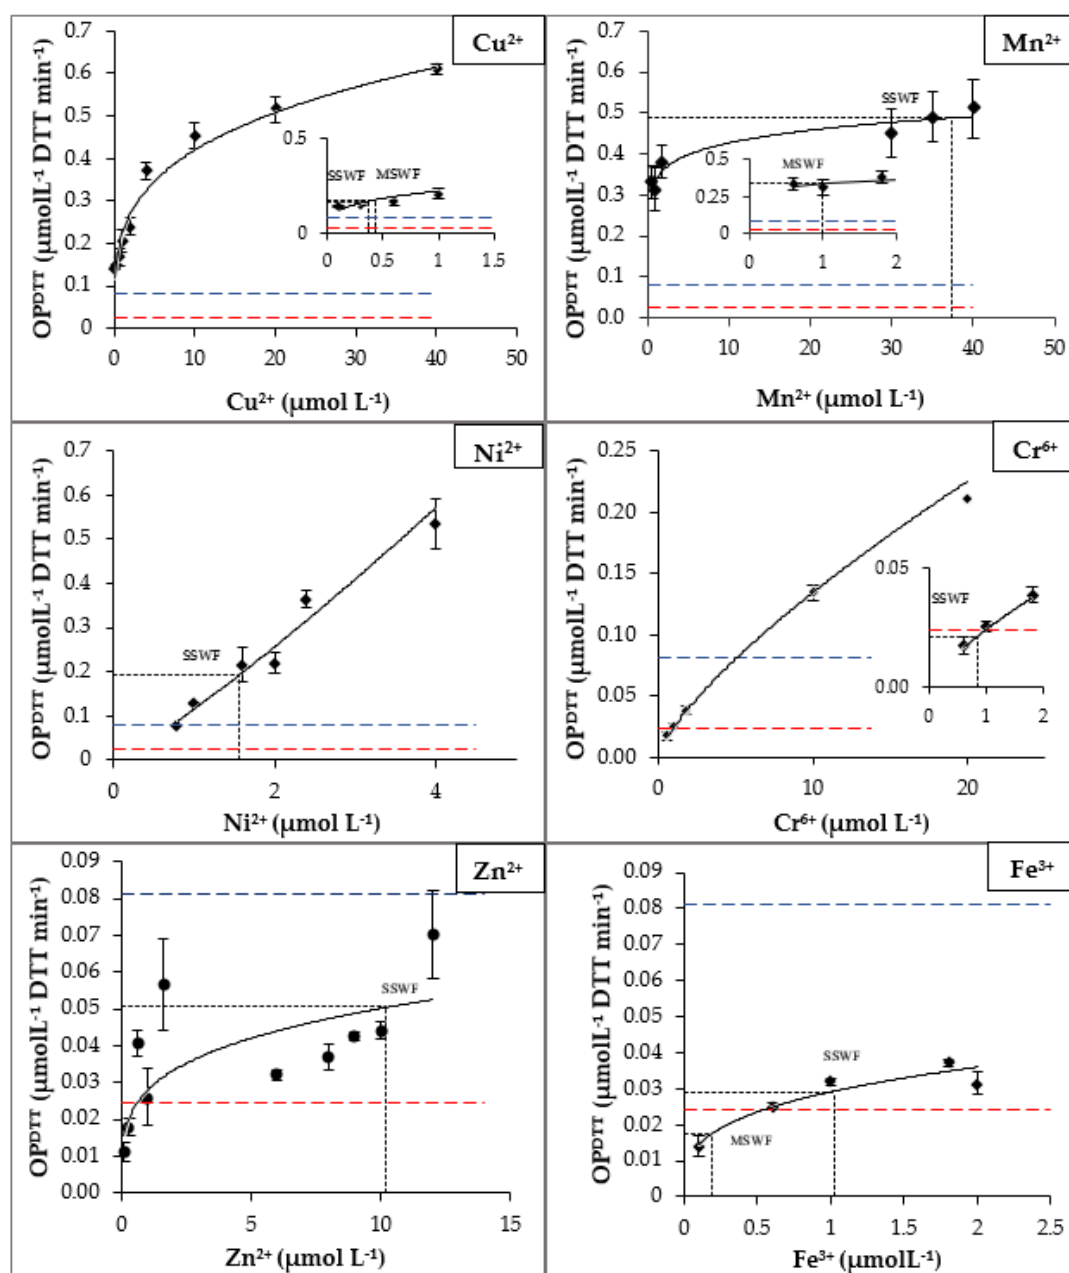 Cu²⁺
OPᴰᵀᵀ (µmolL⁻¹ DTT min⁻¹)
0.7
0.6
0.5
0.4
0.3
0.2
0.1
0
0 10 20 30 40 50
Cu²⁺ (µmol L⁻¹)
0.5
0
SSWF MSWF
0 0.5 1 1.5
Mn²⁺
OPᴰᵀᵀ (µmolL⁻¹ DTT min⁻¹)
0.7
0.6
0.5
0.4
0.3
0.2
0.1
0.0
0 10 20 30 40 50
Mn²⁺ (µmol L⁻¹)
SSWF
0.5
0.25
0
MSWF
0 1 2
Ni²⁺
OPᴰᵀᵀ (µmolL⁻¹ DTT min⁻¹)
0.7
0.6
0.5
0.4
0.3
0.2
0.1
0
SSWF
0 2 4
Ni²⁺ (µmol L⁻¹)
Cr⁶⁺
OPᴰᵀᵀ (µmolL⁻¹ DTT min⁻¹)
0.25
0.20
0.15
0.10
0.05
0.00
0 10 20
Cr⁶⁺ (µmol L⁻¹)
0.05
0.00
SSWF
0 1 2
Zn²⁺
OPᴰᵀᵀ (µmolL⁻¹ DTT min⁻¹)
0.09
0.08
0.07
0.06
0.05
0.04
0.03
0.02
0.01
0.00
SSWF
0 5 10 15
Zn²⁺ (µmol L⁻¹)
Fe³⁺
OPᴰᵀᵀ (µmolL⁻¹ DTT min⁻¹)
0.09
0.08
0.07
0.06
0.05
0.04
0.03
0.02
0.01
0
SSWF
MSWF
0 0.5 1 1.5 2 2.5
Fe³⁺ (µmolL⁻¹)